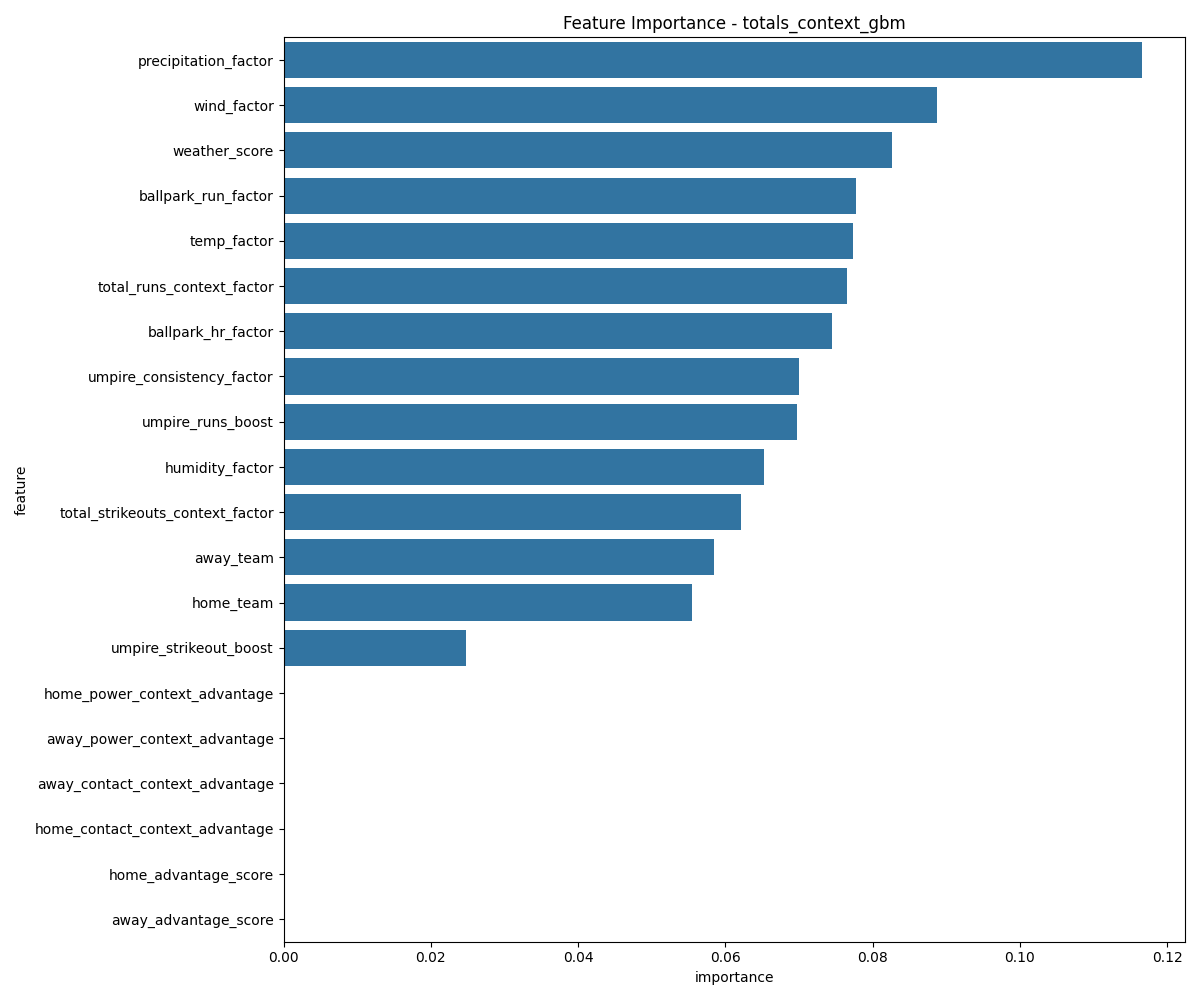 Feature Importance - totals_context_gbm
precipitation_factor
wind_factor
weather_score
ballpark_run_factor
temp_factor
total_runs_context_factor
ballpark_hr_factor
umpire_consistency_factor
umpire_runs_boost
humidity_factor
total_strikeouts_context_factor
away_team
home_team
umpire_strikeout_boost
home_power_context_advantage
away_power_context_advantage
away_contact_context_advantage
home_contact_context_advantage
home_advantage_score
away_advantage_score
feature
0.00 0.02 0.04 0.06 0.08 0.10 0.12
importance